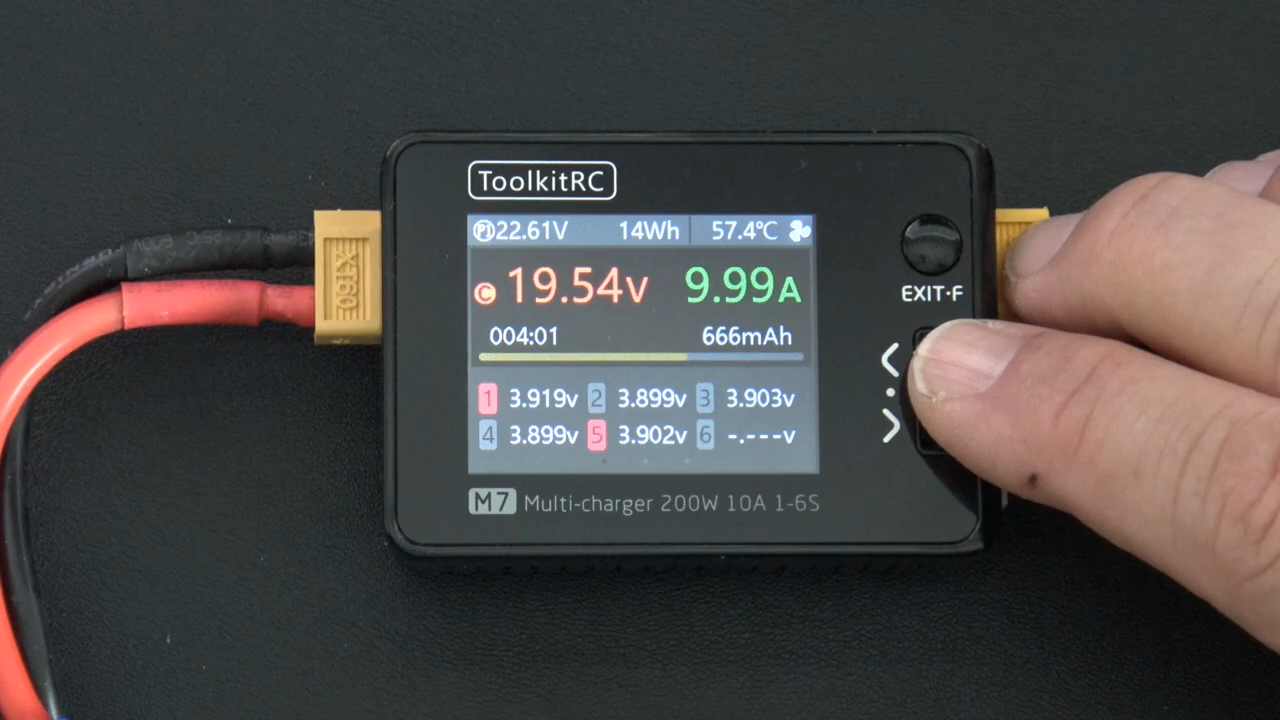 ToolkitRC
P1 22.61V 14Wh 57.4℃
C 19.54v 9.99A
004:01 666mAh
1 3.919v 2 3.899v 3 3.903v
4 3.899v 5 3.902v 6 -.---v
EXIT·F
M7 Multi-charger 200W 10A 1-6S
XT60